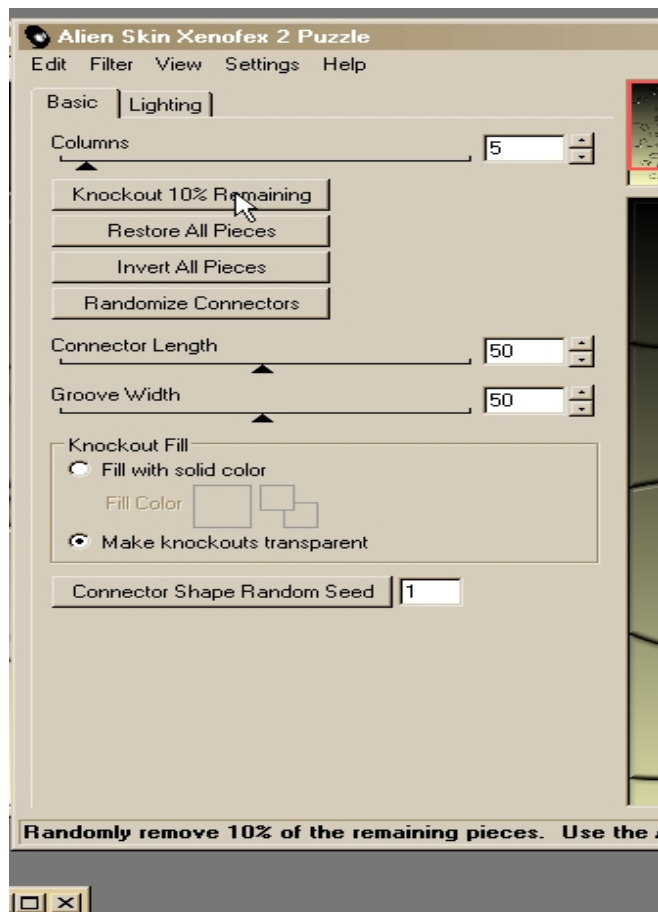 Alien Skin Xenofex 2 Puzzle
Edit Filter View Settings Help
Basic Lighting
Columns 5
Knockout 10% Remaining
Restore All Pieces
Invert All Pieces
Randomize Connectors
Connector Length 50
Groove Width 50
Knockout Fill
Fill with solid color
Fill Color
Make knockouts transparent
Connector Shape Random Seed 1
Randomly remove 10% of the remaining pieces. Use the